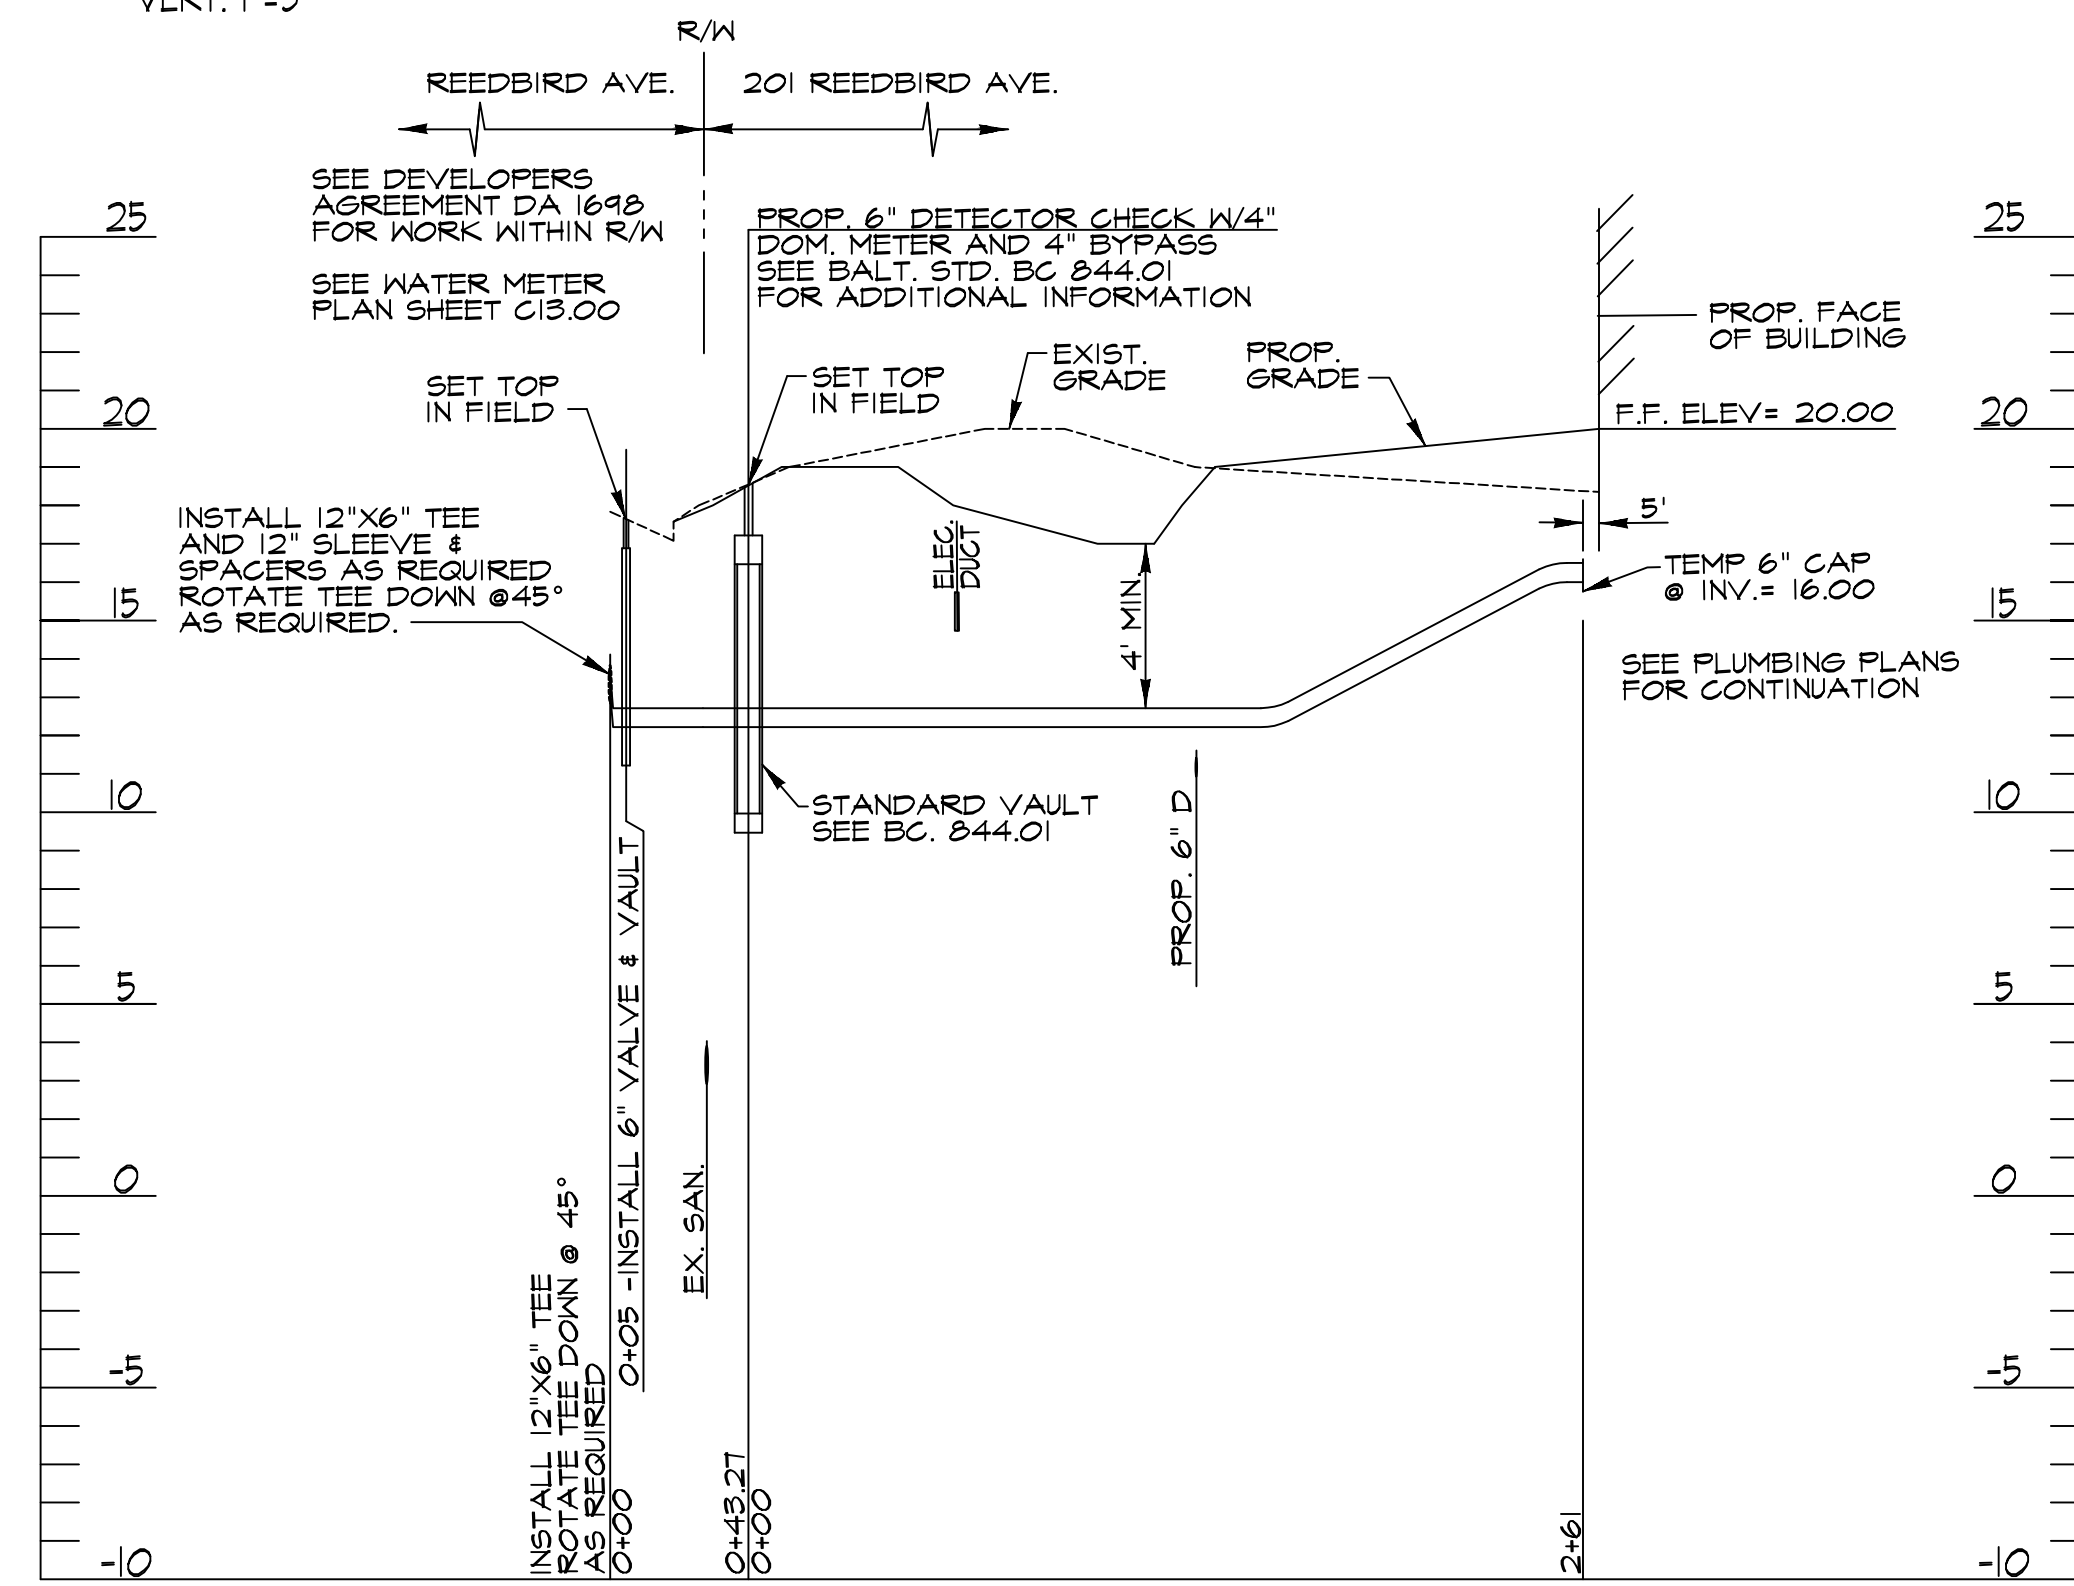 VERT. 1"=5'
R/W
REEDBIRD AVE.
201 REEDBIRD AVE.
SEE DEVELOPERS
AGREEMENT DA 1698
FOR WORK WITHIN R/W
SEE WATER METER
PLAN SHEET C13.00
PROP. 6" DETECTOR CHECK W/4"
DOM. METER AND 4" BYPASS
SEE BALT. STD. BC 844.01
FOR ADDITIONAL INFORMATION
PROP. FACE
OF BUILDING
SET TOP
IN FIELD
SET TOP
IN FIELD
EXIST.
GRADE
PROP.
GRADE
F.F. ELEV= 20.00
INSTALL 12"X6" TEE
AND 12" SLEEVE &
SPACERS AS REQUIRED
ROTATE TEE DOWN @45°
AS REQUIRED.
ELEC.
DUCT
4' MIN.
5'
TEMP 6" CAP
@ INV.= 16.00
SEE PLUMBING PLANS
FOR CONTINUATION
STANDARD VAULT
SEE BC. 844.01
PROP. 6" D
EX. SAN.
0+05 -INSTALL 6" VALVE & VAULT
INSTALL 12"X6" TEE
ROTATE TEE DOWN @ 45°
AS REQUIRED
0+00
0+43.27
0+00
2+61
25
20
15
10
5
0
-5
-10
25
20
15
10
5
0
-5
-10